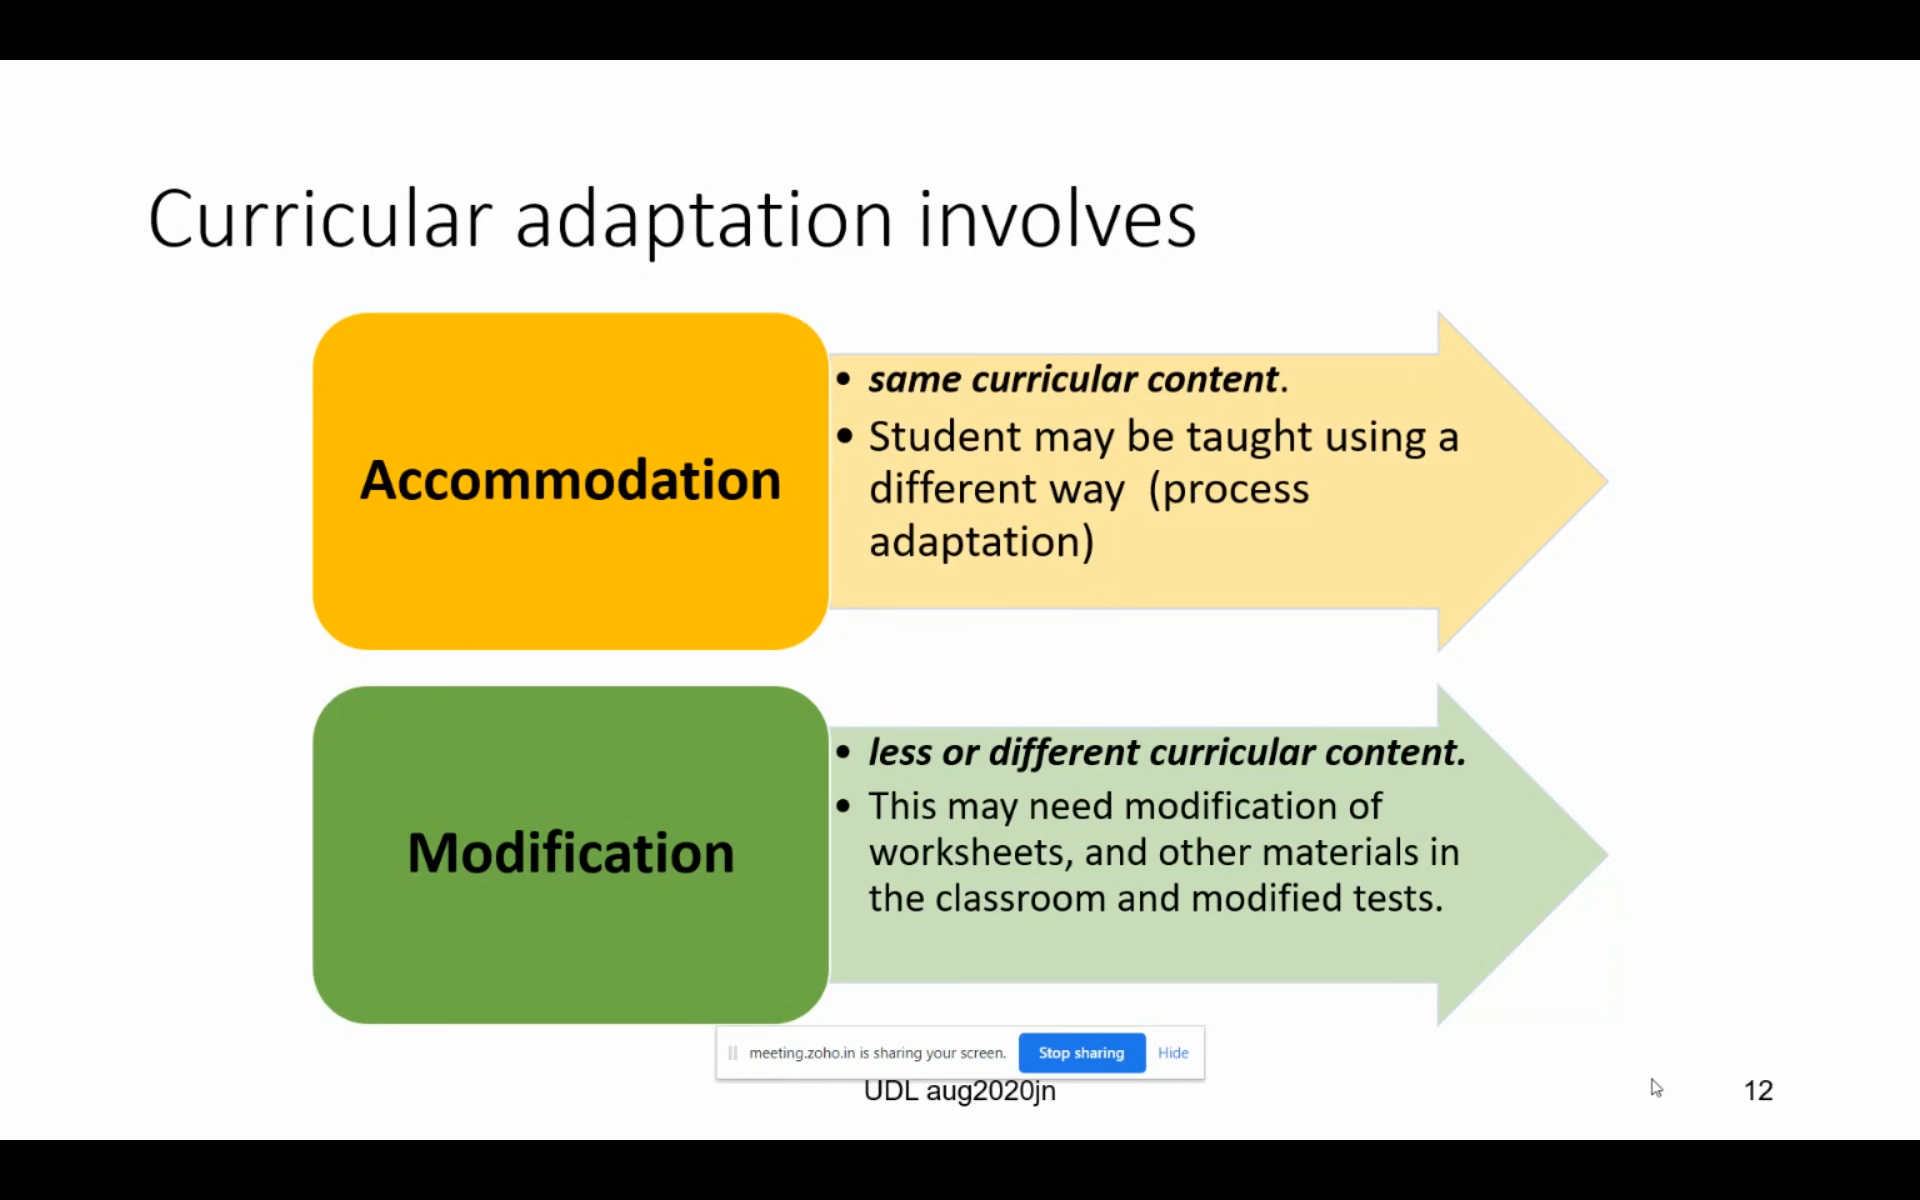 Curricular adaptation involves
Accommodation
• same curricular content.
• Student may be taught using a
different way (process
adaptation)
Modification
• less or different curricular content.
• This may need modification of
worksheets, and other materials in
the classroom and modified tests.
meeting.zoho.in is sharing your screen. Stop sharing Hide
UDL aug2020jn
12